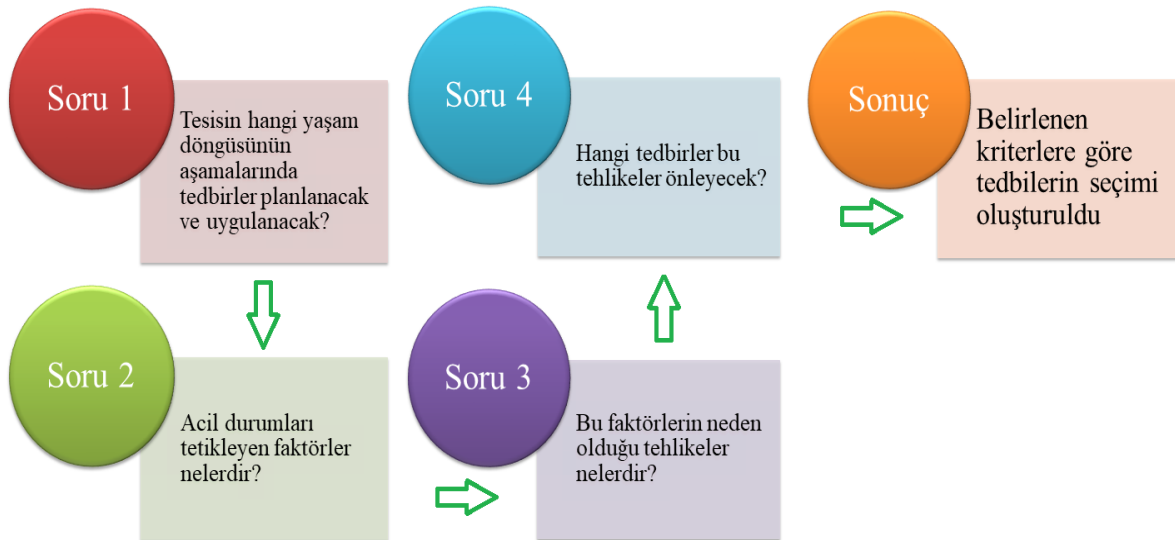 Soru 1
Tesisin hangi yaşam
döngüsünün
aşamalarında
tedbirler planlanacak
ve uygulanacak?
Soru 2
Acil durumları
tetikleyen faktörler
nelerdir?
Soru 3
Bu faktörlerin neden
olduğu tehlikeler
nelerdir?
Soru 4
Hangi tedbirler bu
tehlikeler önleyecek?
Sonuç
Belirlenen
kriterlere göre
tedbilerin seçimi
oluşturuldu